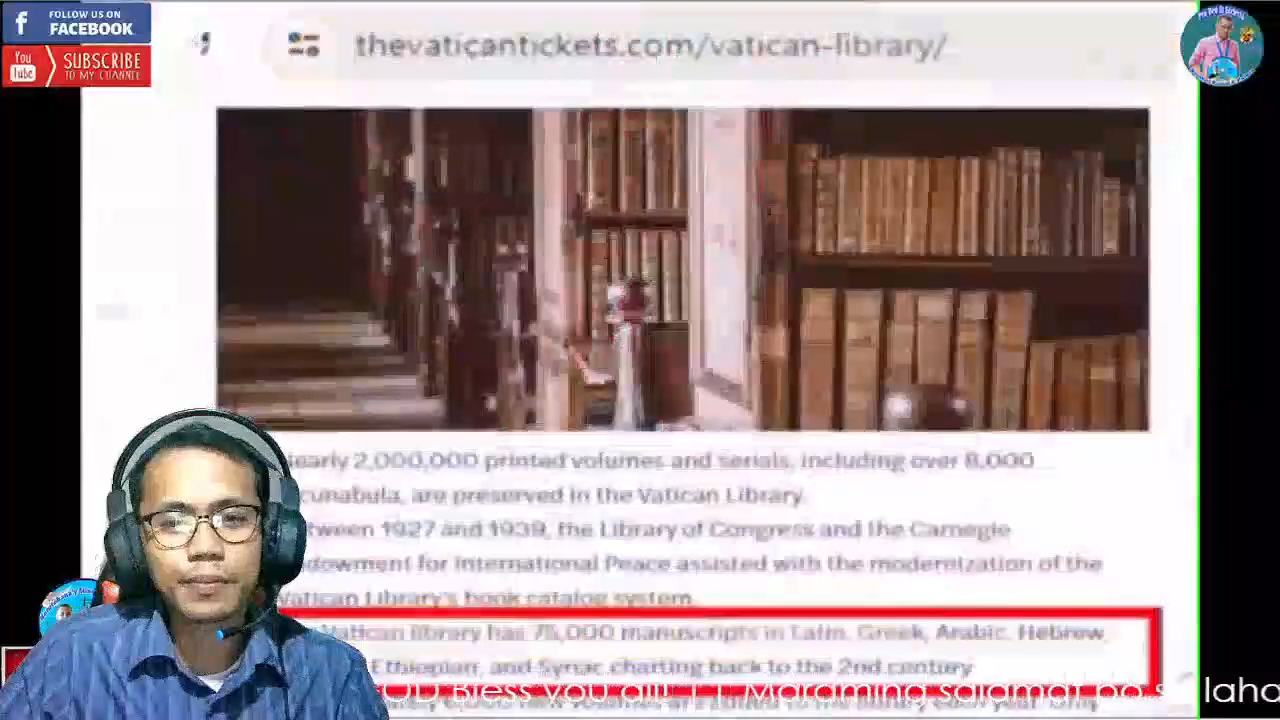 FOLLOW US ON
FACEBOOK
You
Tube
SUBSCRIBE
TO MY CHANNEL
thevaticantickets.com/vatican-library/
early 2,000,000 printed volumes and serials, including over 8,000
cunabula, are preserved in the Vatican Library.
tween 1927 and 1939, the Library of Congress and the Carnegie
dowment for International Peace assisted with the modernization of the
Vatican Library's book catalog system.
Vatican library has 75,000 manuscripts in Latin, Greek, Arabic, Hebrew,
Ethiopian, and Syriac charting back to the 2nd century
OD Bless you all! Maraming salamat po s laha